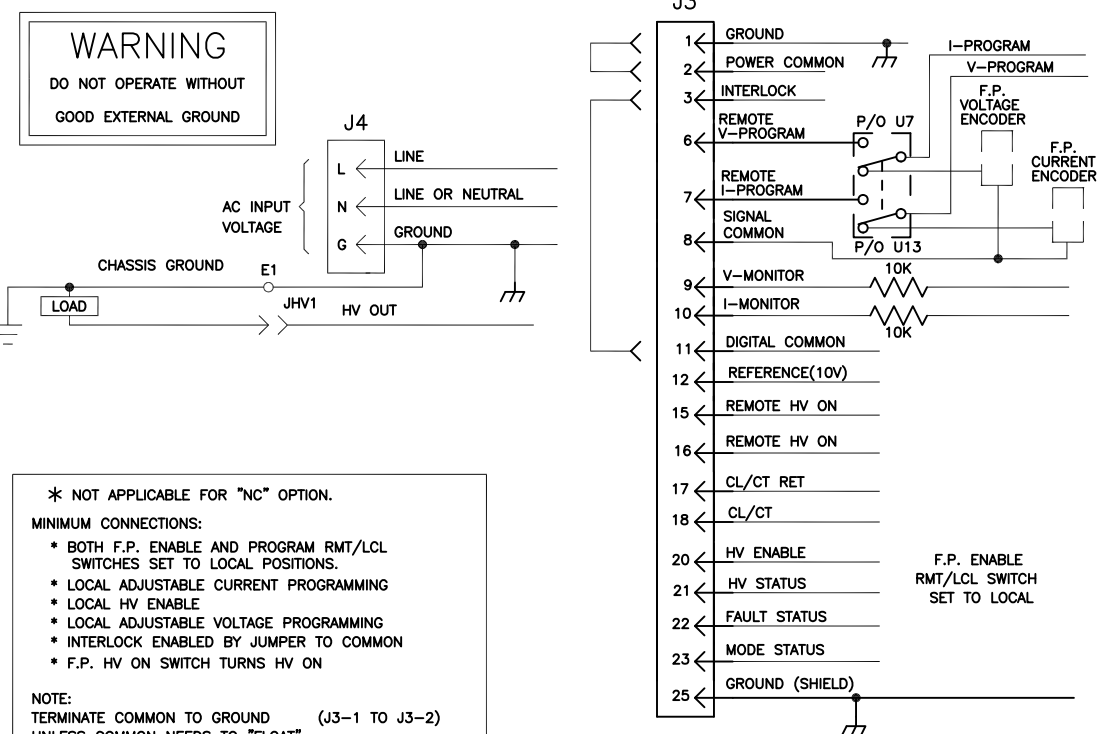 WARNING
DO NOT OPERATE WITHOUT
GOOD EXTERNAL GROUND
J4
L
LINE
N
LINE OR NEUTRAL
G
GROUND
AC INPUT
VOLTAGE
CHASSIS GROUND
E1
LOAD
JHV1
HV OUT
J3
1
GROUND
2
POWER COMMON
3
INTERLOCK
6
REMOTE
V-PROGRAM
7
REMOTE
I-PROGRAM
8
SIGNAL
COMMON
9
V-MONITOR
10K
10
I-MONITOR
10K
11
DIGITAL COMMON
12
REFERENCE(10V)
15
REMOTE HV ON
16
REMOTE HV ON
17
CL/CT RET
18
CL/CT
20
HV ENABLE
21
HV STATUS
22
FAULT STATUS
23
MODE STATUS
25
GROUND (SHIELD)
I-PROGRAM
V-PROGRAM
P/O U7
P/O U13
F.P.
VOLTAGE
ENCODER
F.P.
CURRENT
ENCODER
F.P. ENABLE
RMT/LCL SWITCH
SET TO LOCAL
* NOT APPLICABLE FOR "NC" OPTION.
MINIMUM CONNECTIONS:
* BOTH F.P. ENABLE AND PROGRAM RMT/LCL
SWITCHES SET TO LOCAL POSITIONS.
* LOCAL ADJUSTABLE CURRENT PROGRAMMING
* LOCAL HV ENABLE
* LOCAL ADJUSTABLE VOLTAGE PROGRAMMING
* INTERLOCK ENABLED BY JUMPER TO COMMON
* F.P. HV ON SWITCH TURNS HV ON
NOTE:
TERMINATE COMMON TO GROUND (J3-1 TO J3-2)
UNLESS COMMON NEEDS TO "FLOAT"